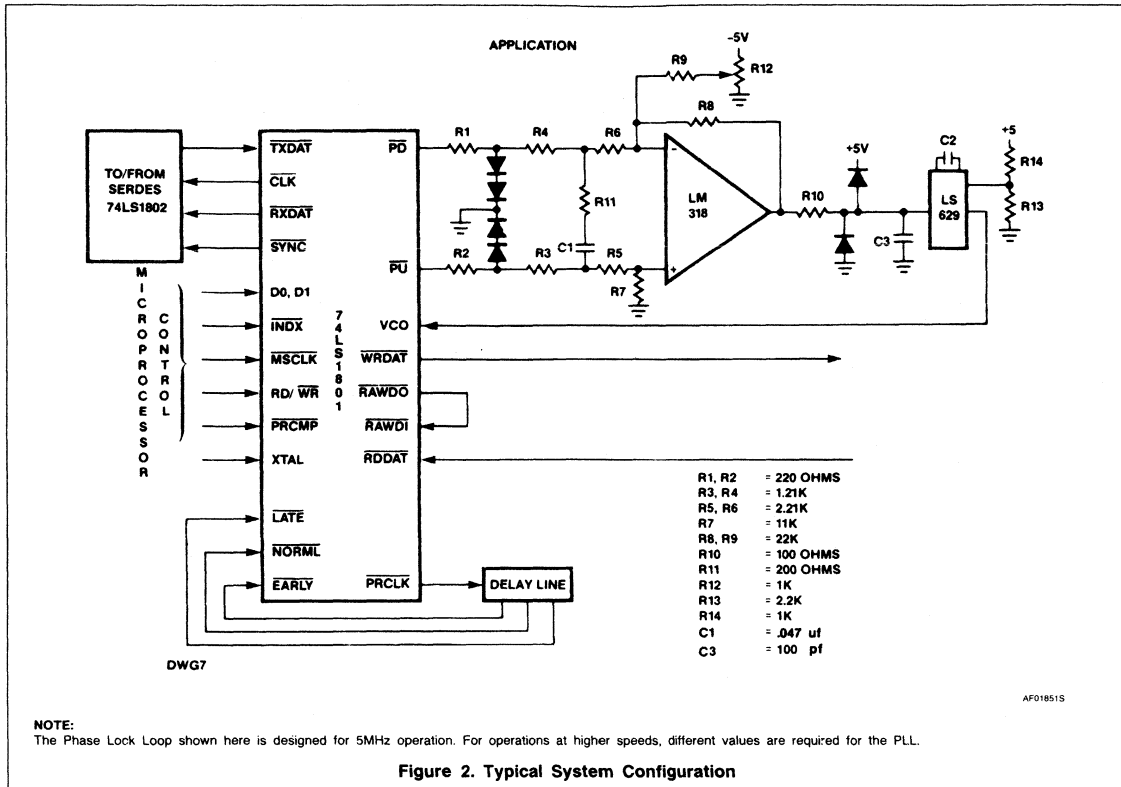 APPLICATION
-5V
R9
R12
R8
R1
R4
R6
TO/FROM
SERDES
74LS1802
TXDAT
CLK
RXDAT
SYNC
PD
PU
R11
C1
R2
R3
R5
R7
-
+
LM
318
R10
+5V
C3
C2
LS
629
+5
R14
R13
MICROPROCESSOR
CONTROL
D0, D1
INDX
MSCLK
RD/ WR
PRCMP
XTAL
LATE
NORML
EARLY
74LS1801
VCO
WRDAT
RAWDO
RAWDI
RDDAT
PRCLK
DELAY LINE
R1, R2 = 220 OHMS
R3, R4 = 1.21K
R5, R6 = 2.21K
R7 = 11K
R8, R9 = 22K
R10 = 100 OHMS
R11 = 200 OHMS
R12 = 1K
R13 = 2.2K
R14 = 1K
C1 = .047 uf
C3 = 100 pf
DWG7
AF01851S
NOTE:
The Phase Lock Loop shown here is designed for 5MHz operation. For operations at higher speeds, different values are required for the PLL.
Figure 2. Typical System Configuration